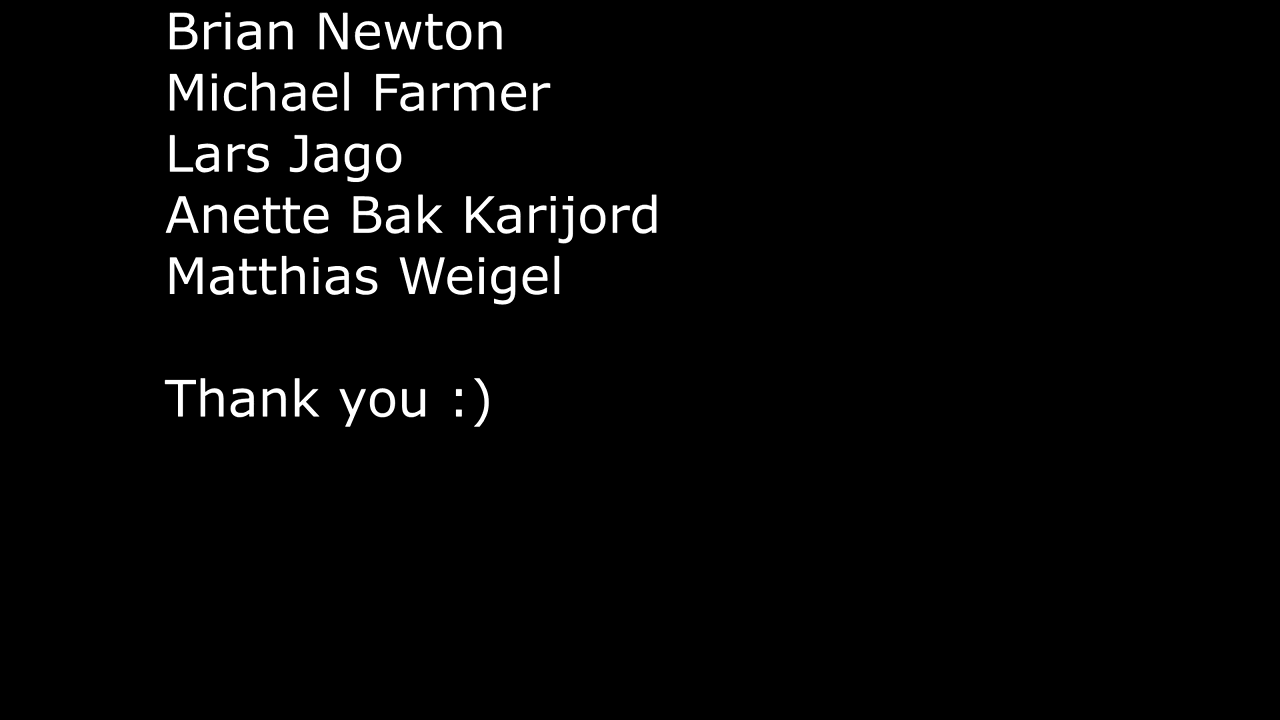 Brian Newton
Michael Farmer
Lars Jago
Anette Bak Karijord
Matthias Weigel
Thank you :)